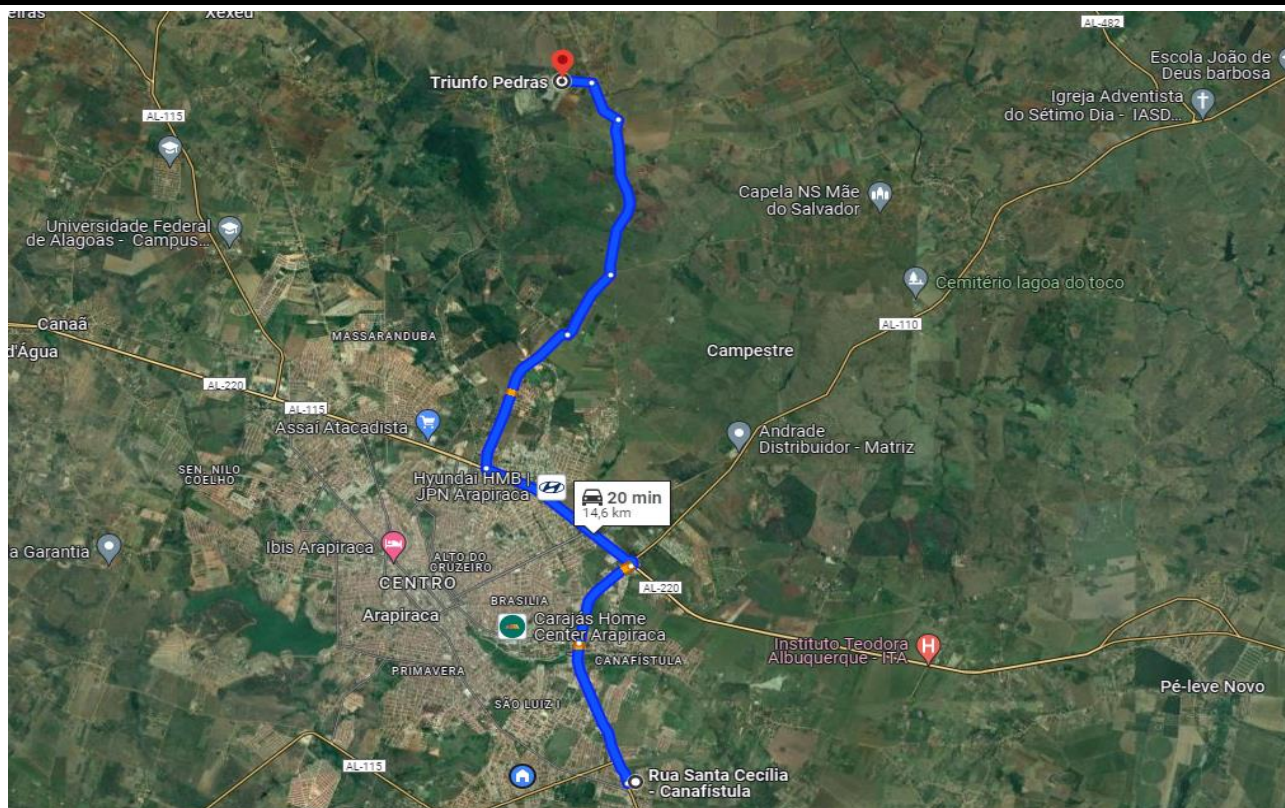 Xexéu
AL-482
Escola João de
Deus barbosa
Triunfo Pedras
Igreja Adventista
do Sétimo Dia - IASD...
AL-115
Capela NS Mãe
do Salvador
Universidade Federal
de Alagoas - Campus...
Cemitério lagoa do toco
Canaã
AL-110
MASSARANDUBA
d'Água
Campestre
AL-220
AL-115
Assaí Atacadista
Andrade
Distribuidor - Matriz
SEN. NILO
COELHO
Hyundai HMB |
JPN Arapiraca
20 min
14,6 km
a Garantia
Ibis Arapiraca
ALTO DO
CRUZEIRO
CENTRO
AL-220
BRASILIA
Arapiraca
Carajás Home
Center Arapiraca
Instituto Teodora
Albuquerque - ITA
H
CANAFÍSTULA
PRIMAVERA
Pé-leve Novo
SÃO LUIZ I
AL-115
Rua Santa Cecília
- Canafístula